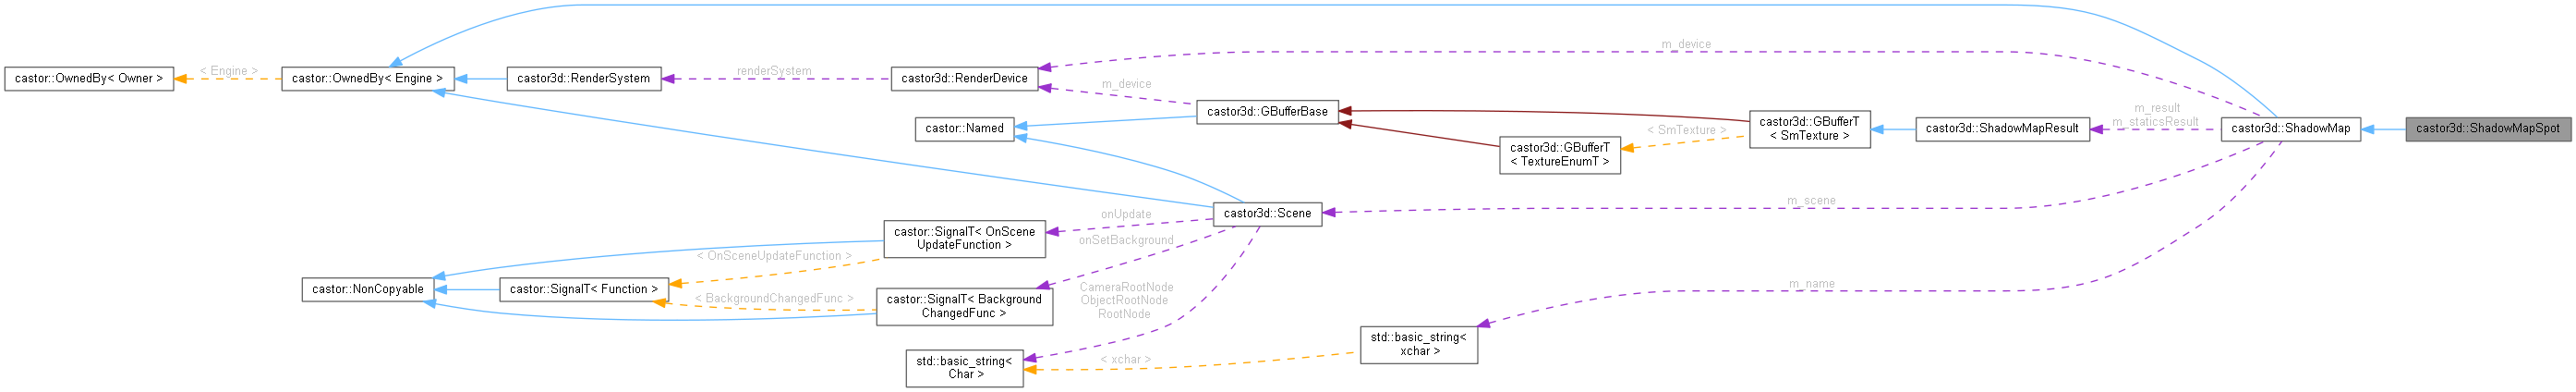 castor::OwnedBy< Owner >
< Engine >
castor::OwnedBy< Engine >
castor3d::RenderSystem
renderSystem
castor3d::RenderDevice
m_device
m_device
castor::Named
castor3d::GBufferBase
castor3d::GBufferT
< TextureEnumT >
< SmTexture >
castor3d::GBufferT
< SmTexture >
castor3d::ShadowMapResult
m_result
m_staticsResult
castor3d::ShadowMap
castor3d::ShadowMapSpot
castor3d::Scene
m_scene
onUpdate
onSetBackground
castor::SignalT< OnScene
UpdateFunction >
< OnSceneUpdateFunction >
castor::NonCopyable
castor::SignalT< Function >
< BackgroundChangedFunc >
castor::SignalT< Background
ChangedFunc >
CameraRootNode
ObjectRootNode
RootNode
m_name
std::basic_string<
xchar >
< xchar >
std::basic_string<
Char >